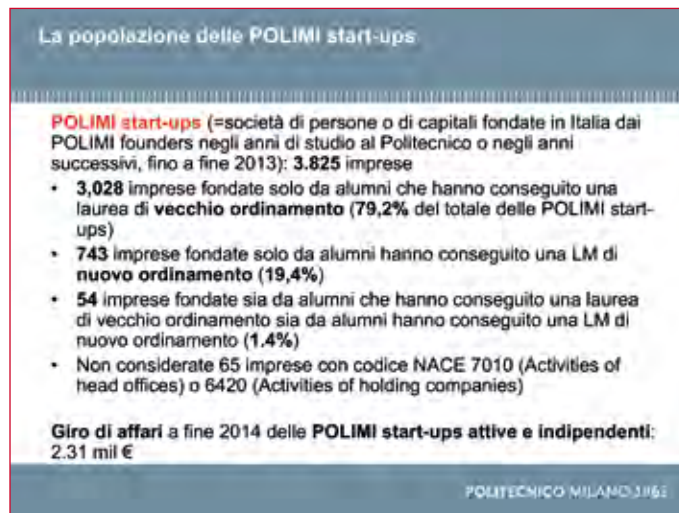 La popolazione delle POLIMI start-ups
POLIMI start-ups (=società di persone o di capitali fondate in Italia dai
POLIMI founders negli anni di studio al Politecnico o negli anni
successivi, fino a fine 2013): 3.825 imprese
• 3,028 imprese fondate solo da alumni che hanno conseguito una
laurea di vecchio ordinamento (79,2% del totale delle POLIMI start-
ups)
• 743 imprese fondate solo da alumni hanno conseguito una LM di
nuovo ordinamento (19,4%)
• 54 imprese fondate sia da alumni che hanno conseguito una laurea
di vecchio ordinamento sia da alumni hanno conseguito una LM di
nuovo ordinamento (1.4%)
• Non considerate 65 imprese con codice NACE 7010 (Activities of
head offices) o 6420 (Activities of holding companies)
Giro di affari a fine 2014 delle POLIMI start-ups attive e indipendenti:
2.31 mil €
POLITECNICO MILANO 1863